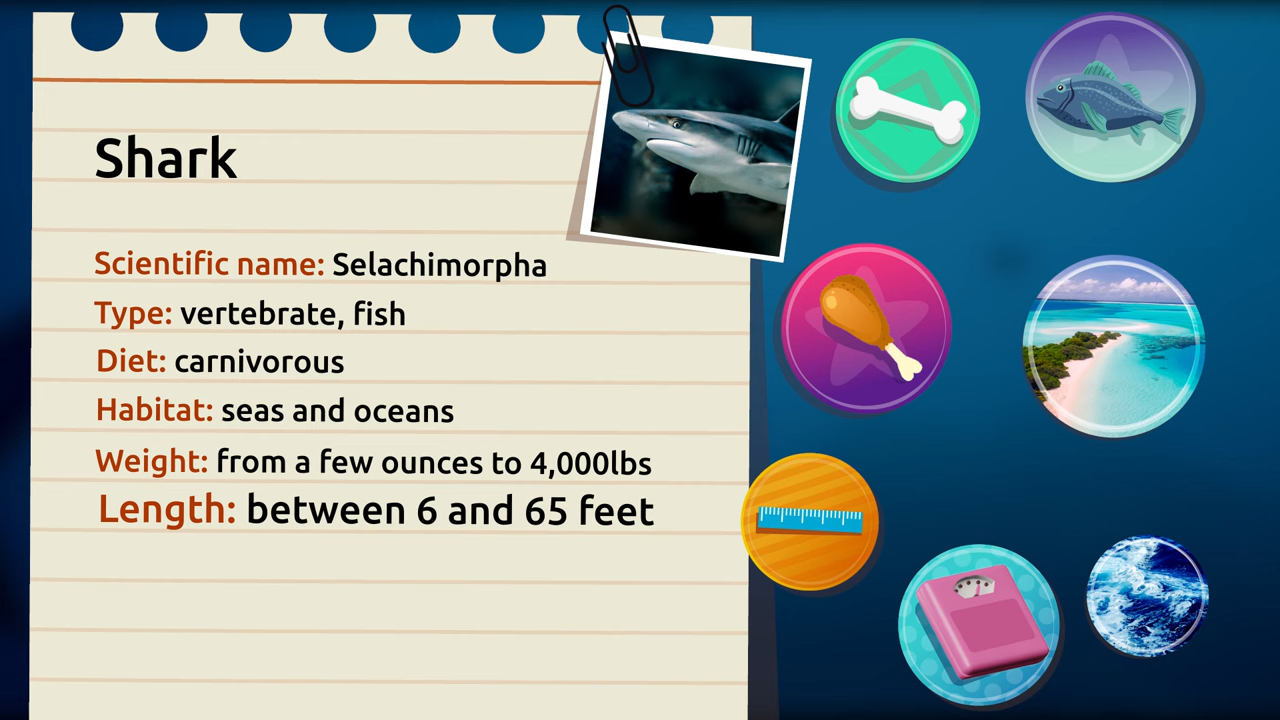 Shark
Scientific name: Selachimorpha
Type: vertebrate, fish
Diet: carnivorous
Habitat: seas and oceans
Weight: from a few ounces to 4,000lbs
Length: between 6 and 65 feet